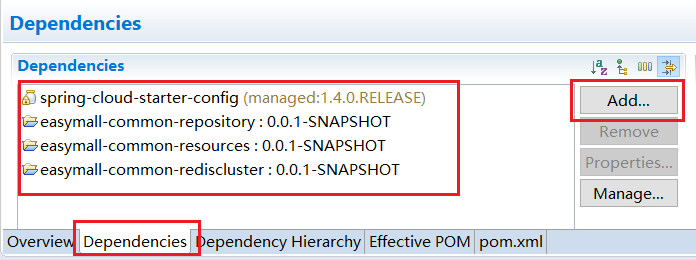 Dependencies
Dependencies
spring-cloud-starter-config (managed:1.4.0.RELEASE)
easymall-common-repository : 0.0.1-SNAPSHOT
easymall-common-resources : 0.0.1-SNAPSHOT
easymall-common-rediscluster : 0.0.1-SNAPSHOT
Add...
Remove
Properties...
Manage...
Overview Dependencies Dependency Hierarchy Effective POM pom.xml